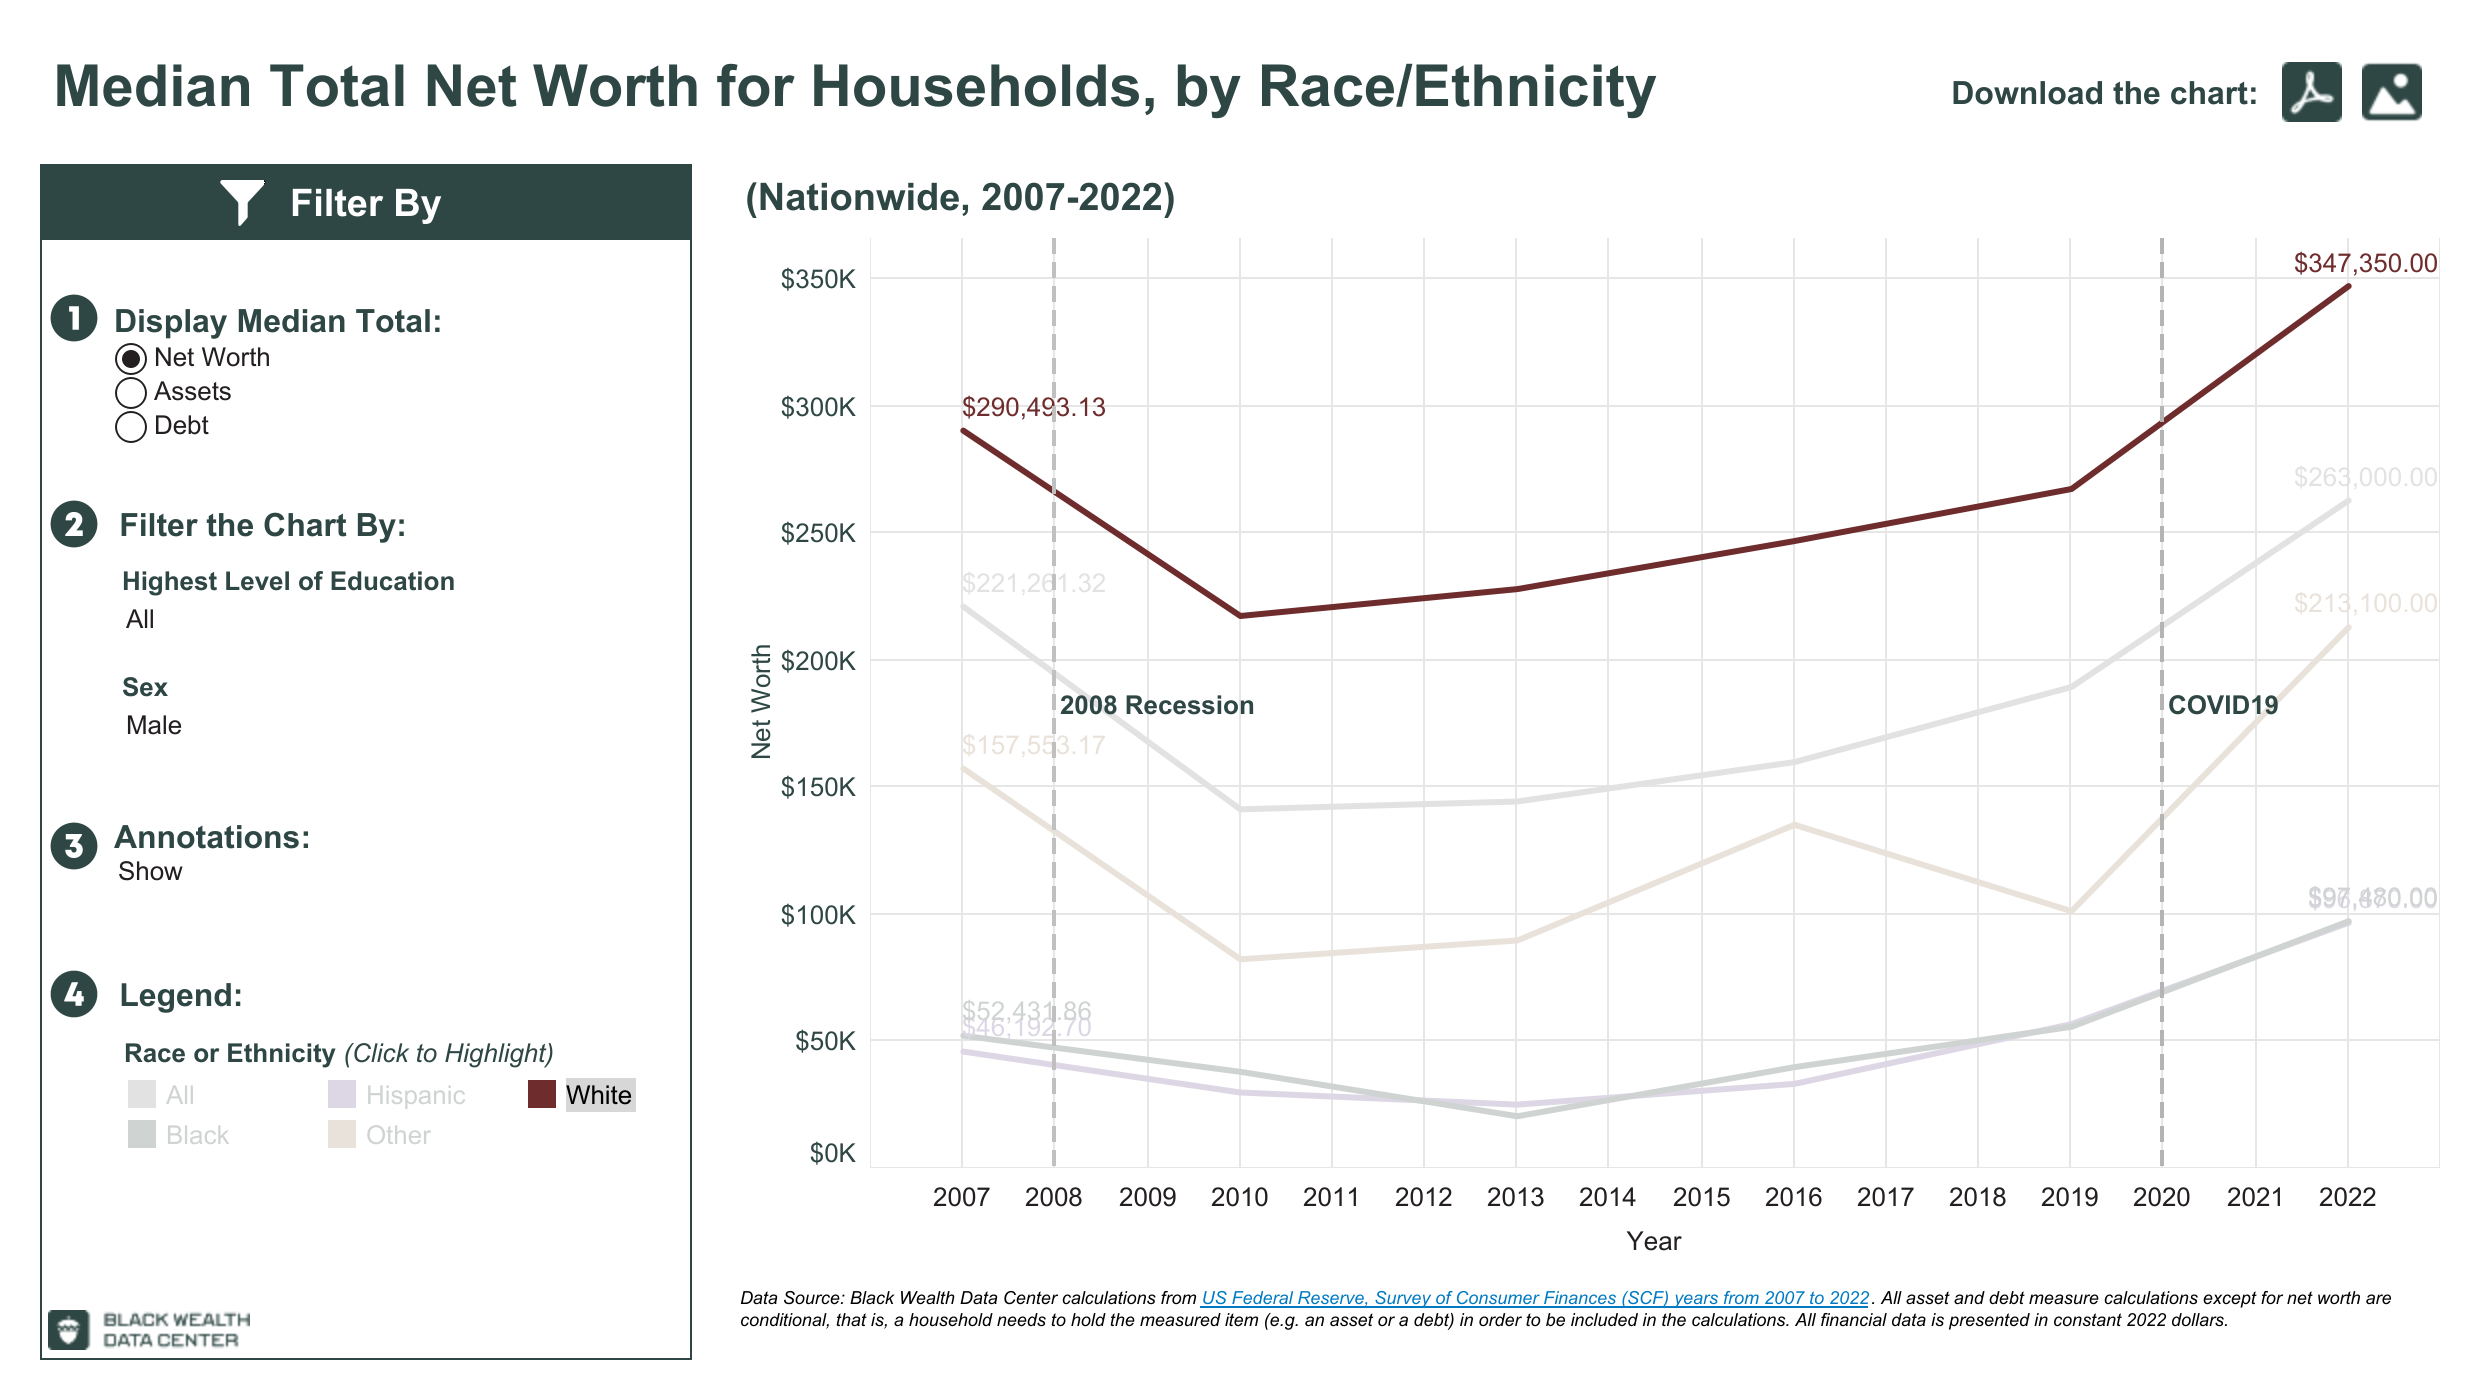 Median Total Net Worth for Households, by Race/Ethnicity
Download the chart:
Filter By
1 Display Median Total:
Net Worth
Assets
Debt
2 Filter the Chart By:
Highest Level of Education
All
Sex
Male
3 Annotations:
Show
4 Legend:
Race or Ethnicity (Click to Highlight)
All Hispanic White
Black Other
BLACK WEALTH
DATA CENTER
(Nationwide, 2007-2022)
Net Worth
$350K
$300K
$250K
$200K
$150K
$100K
$50K
$0K
$347,350.00
$290,493.13
$263,000.00
$221,261.32
$213,100.00
2008 Recession
COVID19
$157,553.17
$97,480.00
$52,431.86
$46,192.70
2007 2008 2009 2010 2011 2012 2013 2014 2015 2016 2017 2018 2019 2020 2021 2022
Year
Data Source: Black Wealth Data Center calculations from US Federal Reserve, Survey of Consumer Finances (SCF) years from 2007 to 2022. All asset and debt measure calculations except for net worth are
conditional, that is, a household needs to hold the measured item (e.g. an asset or a debt) in order to be included in the calculations. All financial data is presented in constant 2022 dollars.